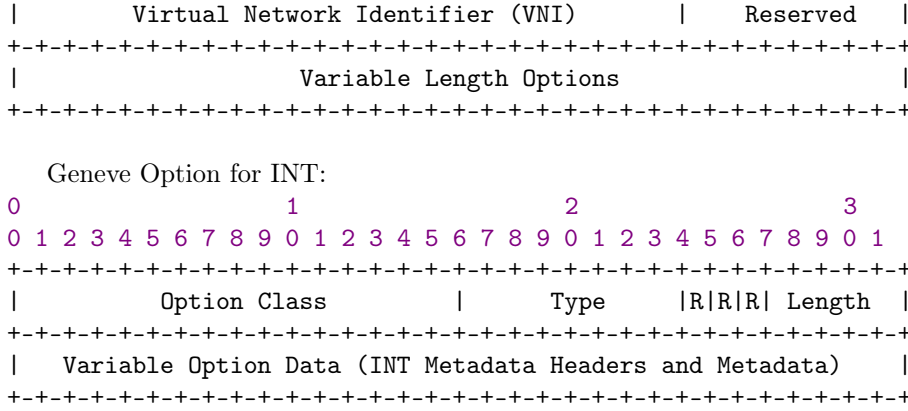 |        Virtual Network Identifier (VNI)       |    Reserved   |
+-+-+-+-+-+-+-+-+-+-+-+-+-+-+-+-+-+-+-+-+-+-+-+-+-+-+-+-+-+-+-+-+
|                    Variable Length Options                    |
+-+-+-+-+-+-+-+-+-+-+-+-+-+-+-+-+-+-+-+-+-+-+-+-+-+-+-+-+-+-+-+-+
Geneve Option for INT:
0                   1                   2                   3
0 1 2 3 4 5 6 7 8 9 0 1 2 3 4 5 6 7 8 9 0 1 2 3 4 5 6 7 8 9 0 1
+-+-+-+-+-+-+-+-+-+-+-+-+-+-+-+-+-+-+-+-+-+-+-+-+-+-+-+-+-+-+-+-+
|          Option Class         |      Type     |R|R|R| Length  |
+-+-+-+-+-+-+-+-+-+-+-+-+-+-+-+-+-+-+-+-+-+-+-+-+-+-+-+-+-+-+-+-+
|   Variable Option Data (INT Metadata Headers and Metadata)    |
+-+-+-+-+-+-+-+-+-+-+-+-+-+-+-+-+-+-+-+-+-+-+-+-+-+-+-+-+-+-+-+-+